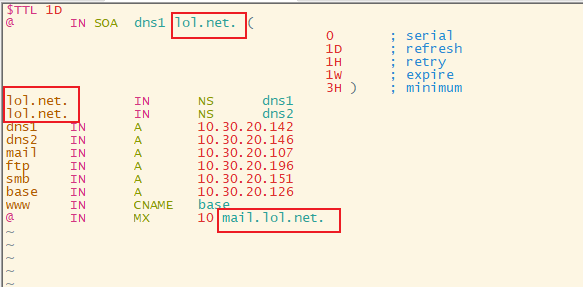 $TTL 1D
@ IN SOA dns1 lol.net. (
0 ; serial
1D ; refresh
1H ; retry
1W ; expire
3H ) ; minimum
lol.net. IN NS dns1
lol.net. IN NS dns2
dns1 IN A 10.30.20.142
dns2 IN A 10.30.20.146
mail IN A 10.30.20.107
ftp IN A 10.30.20.196
smb IN A 10.30.20.151
base IN A 10.30.20.126
www IN CNAME base
@ IN MX 10 mail.lol.net.
~
~
~
~